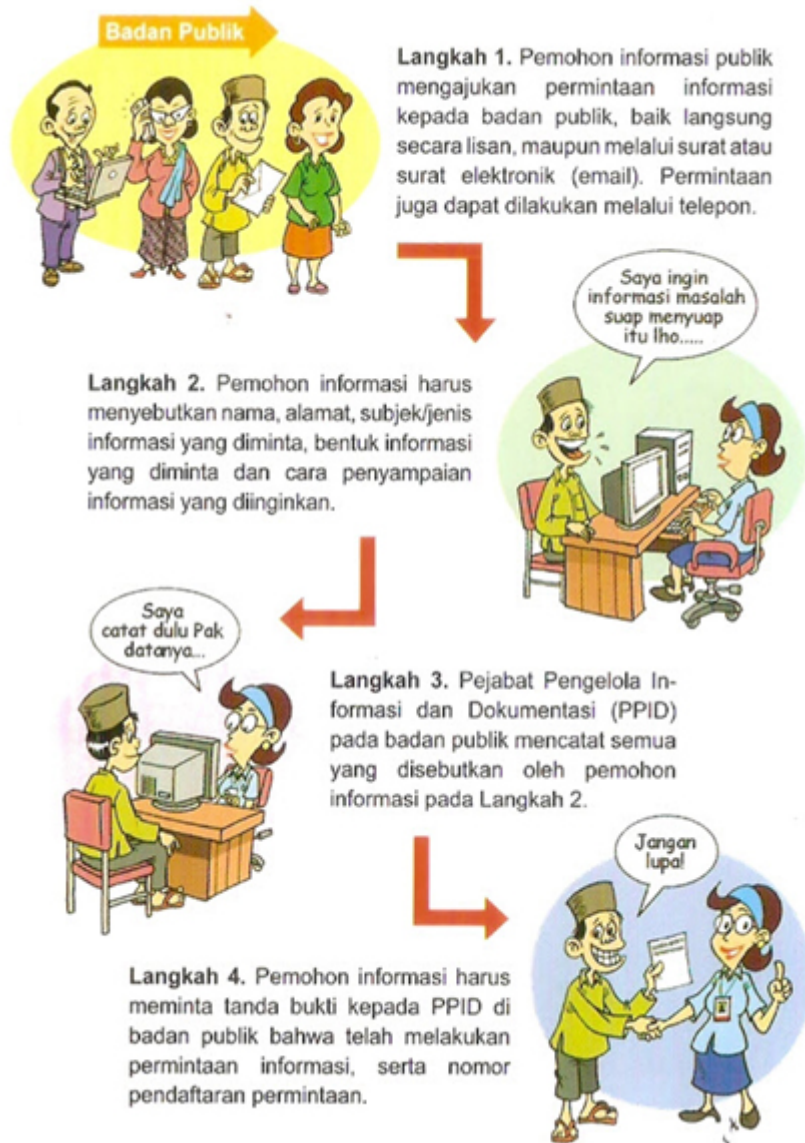 Badan Publik
Langkah 1. Pemohon informasi publik
mengajukan permintaan informasi
kepada badan publik, baik langsung
secara lisan, maupun melalui surat atau
surat elektronik (email). Permintaan
juga dapat dilakukan melalui telepon.
Saya ingin
informasi masalah
suap menyuap
itu lho.....
Langkah 2. Pemohon informasi harus
menyebutkan nama, alamat, subjek/jenis
informasi yang diminta, bentuk informasi
yang diminta dan cara penyampaian
informasi yang diinginkan.
Saya
catat dulu Pak
datanya...
Langkah 3. Pejabat Pengelola In-
formasi dan Dokumentasi (PPID)
pada badan publik mencatat semua
yang disebutkan oleh pemohon
informasi pada Langkah 2.
Jangan
lupa!
Langkah 4. Pemohon informasi harus
meminta tanda bukti kepada PPID di
badan publik bahwa telah melakukan
permintaan informasi, serta nomor
pendaftaran permintaan.